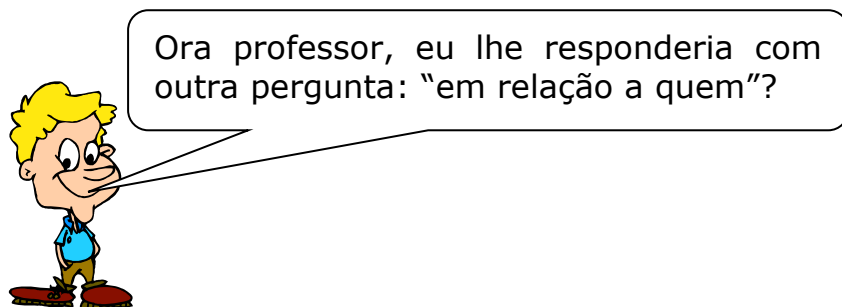 Ora professor, eu lhe responderia com
outra pergunta: “em relação a quem”?